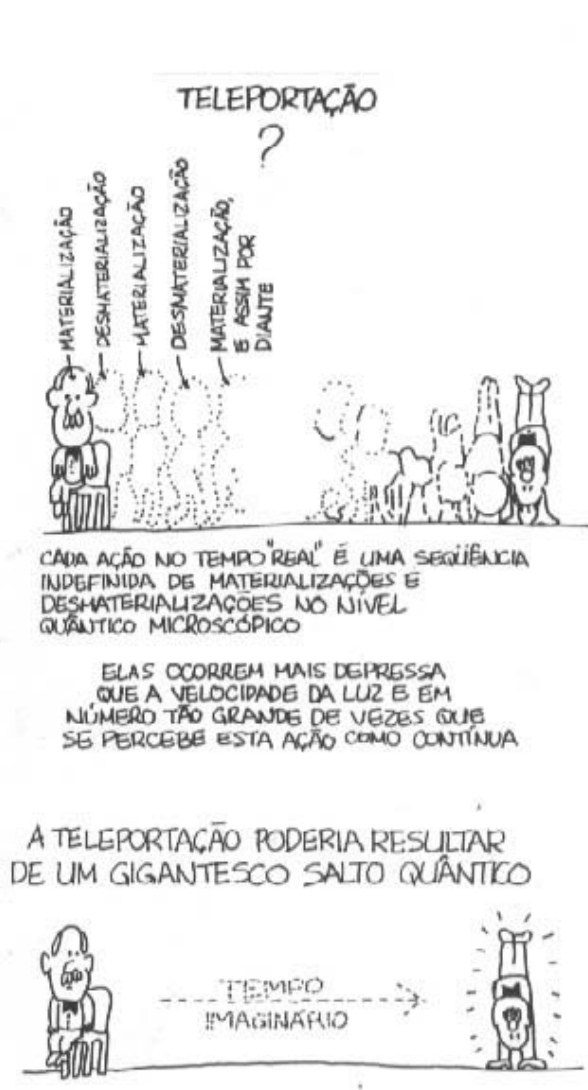 TELEPORTAÇÃO
?
MATERIALIZAÇÃO
DESMATERIALIZAÇÃO
MATERIALIZAÇÃO
DESMATERIALIZAÇÃO
MATERIALIZAÇÃO,
E ASSIM POR
DIANTE
CADA AÇÃO NO TEMPO "REAL" É UMA SEQÜÊNCIA
INDEFINIDA DE MATERIALIZAÇÕES E
DESMATERIALIZAÇÕES NO NÍVEL
QUÂNTICO MICROSCÓPICO
ELAS OCORREM MAIS DEPRESSA
QUE A VELOCIDADE DA LUZ E EM
NÚMERO TÃO GRANDE DE VEZES QUE
SE PERCEBE ESTA AÇÃO COMO CONTÍNUA
A TELEPORTAÇÃO PODERIA RESULTAR
DE UM GIGANTESCO SALTO QUÂNTICO
TEMPO
IMAGINÁRIO